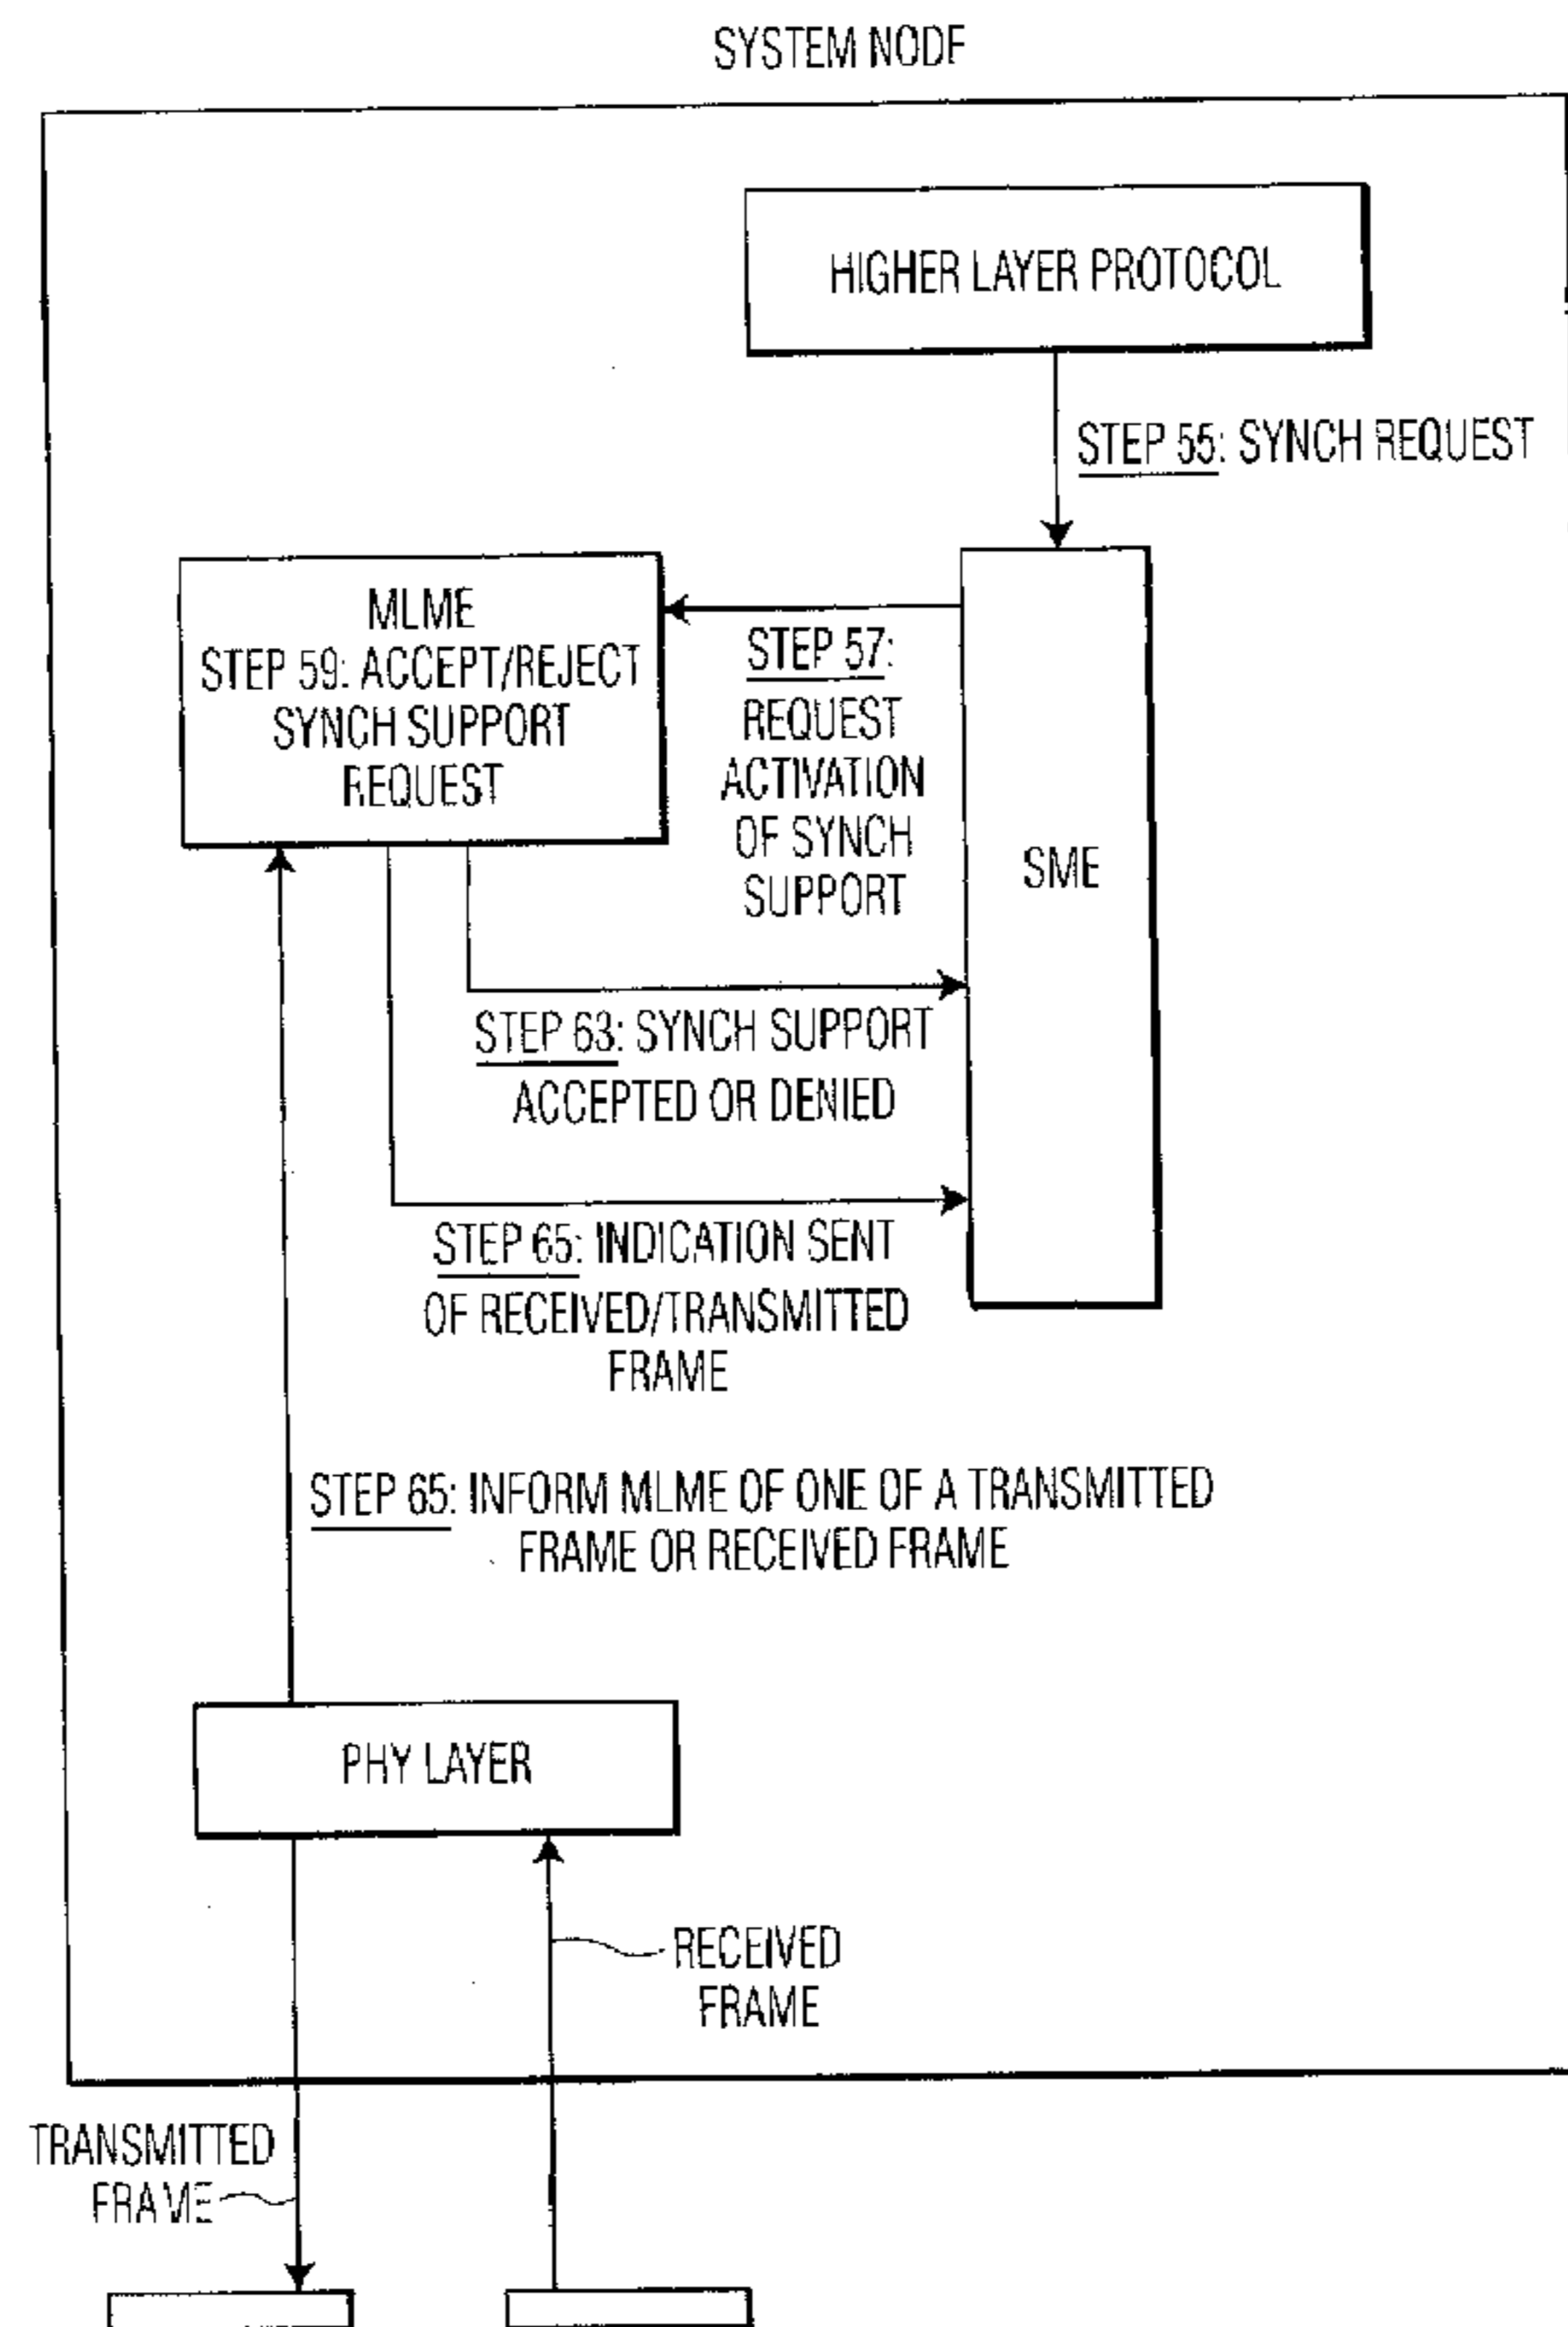 SYSTEM NODE
HIGHER LAYER PROTOCOL
STEP 55: SYNCH REQUEST
MLME
STEP 59: ACCEPT/REJECT
SYNCH SUPPORT
REQUEST
STEP 57:
REQUEST
ACTIVATION
OF SYNCH
SUPPORT
SME
STEP 63: SYNCH SUPPORT
ACCEPTED OR DENIED
STEP 65: INDICATION SENT
OF RECEIVED/TRANSMITTED
FRAME
STEP 65: INFORM MLME OF ONE OF A TRANSMITTED
FRAME OR RECEIVED FRAME
PHY LAYER
RECEIVED
FRAME
TRANSMITTED
FRAME